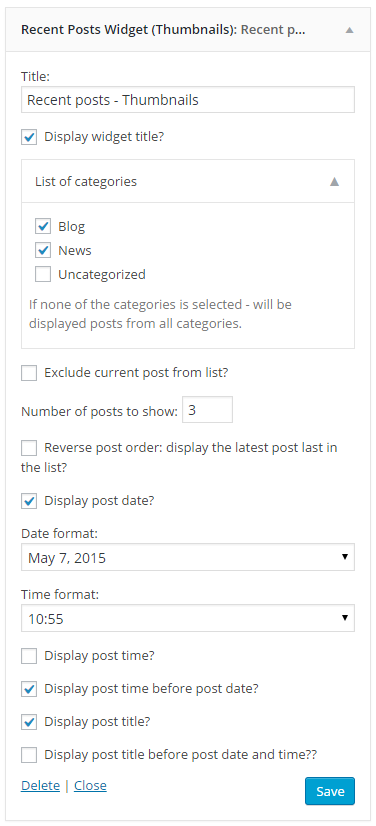 Recent Posts Widget (Thumbnails): Recent p...
Title:
Recent posts - Thumbnails
Display widget title?
List of categories
Blog
News
Uncategorized
If none of the categories is selected - will be
displayed posts from all categories.
Exclude current post from list?
Number of posts to show: 3
Reverse post order: display the latest post last in
the list?
Display post date?
Date format:
May 7, 2015
Time format:
10:55
Display post time?
Display post time before post date?
Display post title?
Display post title before post date and time??
Delete | Close
Save